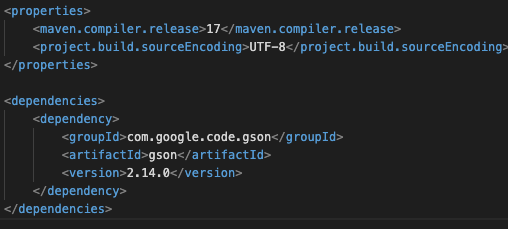 <properties>
    <maven.compiler.release>17</maven.compiler.release>
    <project.build.sourceEncoding>UTF-8</project.build.sourceEncoding>
</properties>

<dependencies>
    <dependency>
        <groupId>com.google.code.gson</groupId>
        <artifactId>gson</artifactId>
        <version>2.14.0</version>
    </dependency>
</dependencies>